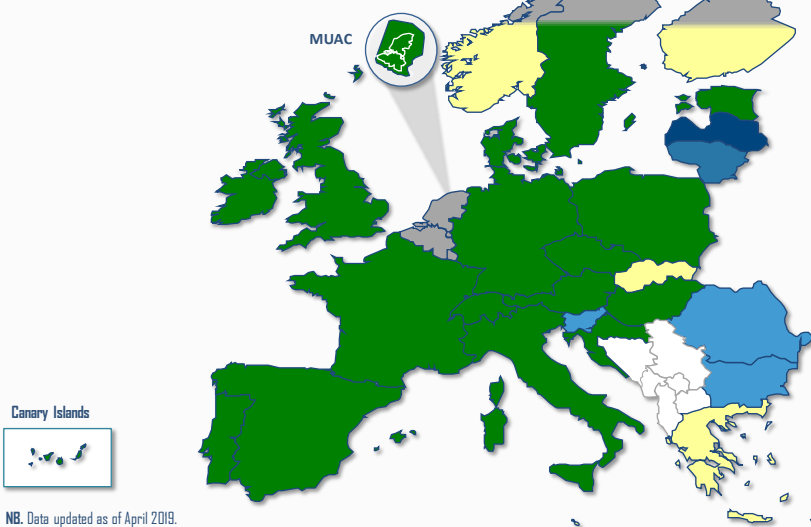 MUAC
Canary Islands
NB. Data updated as of April 2019.